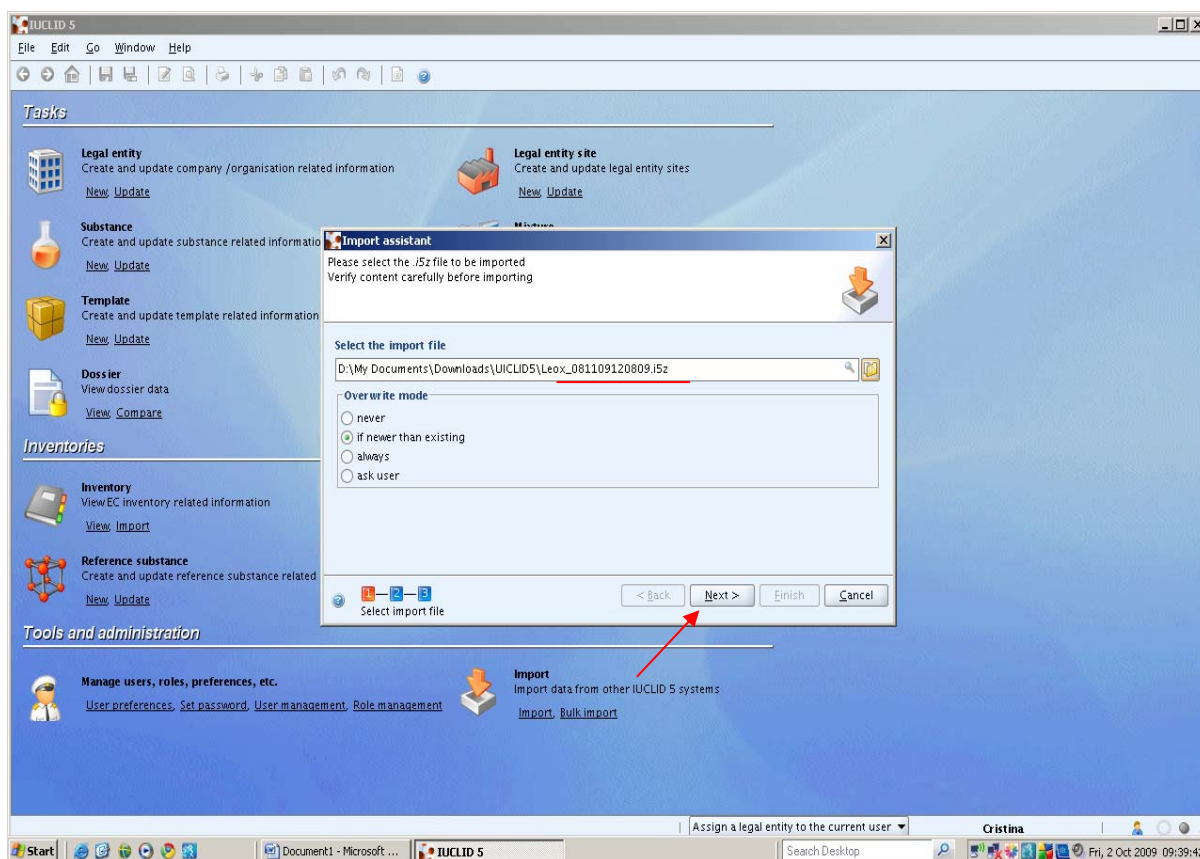 IUCLID 5
File Edit Go Window Help
Tasks
Legal entity
Create and update company /organisation related information
New, Update
Legal entity site
Create and update legal entity sites
New, Update
Substance
Create and update substance related informatio
New, Update
Template
Create and update template related information
New, Update
Dossier
View dossier data
View, Compare
Import assistant
Please select the .i5z file to be imported
Verify content carefully before importing
Select the import file
D:\My Documents\Downloads\UICLID5\Leox_081109120809.i5z
Overwrite mode
never
if newer than existing
always
ask user
1 2 3
Select import file
< Back Next > Finish Cancel
Inventories
Inventory
View EC inventory related information
View, Import
Reference substance
Create and update reference substance related
New, Update
Tools and administration
Manage users, roles, preferences, etc.
User preferences, Set password, User management, Role management
Import
Import data from other IUCLID 5 systems
Import, Bulk import
Assign a legal entity to the current user
Cristina
Start Document1 - Microsoft ... IUCLID 5 Search Desktop Fri, 2 Oct 2009 09:39:4